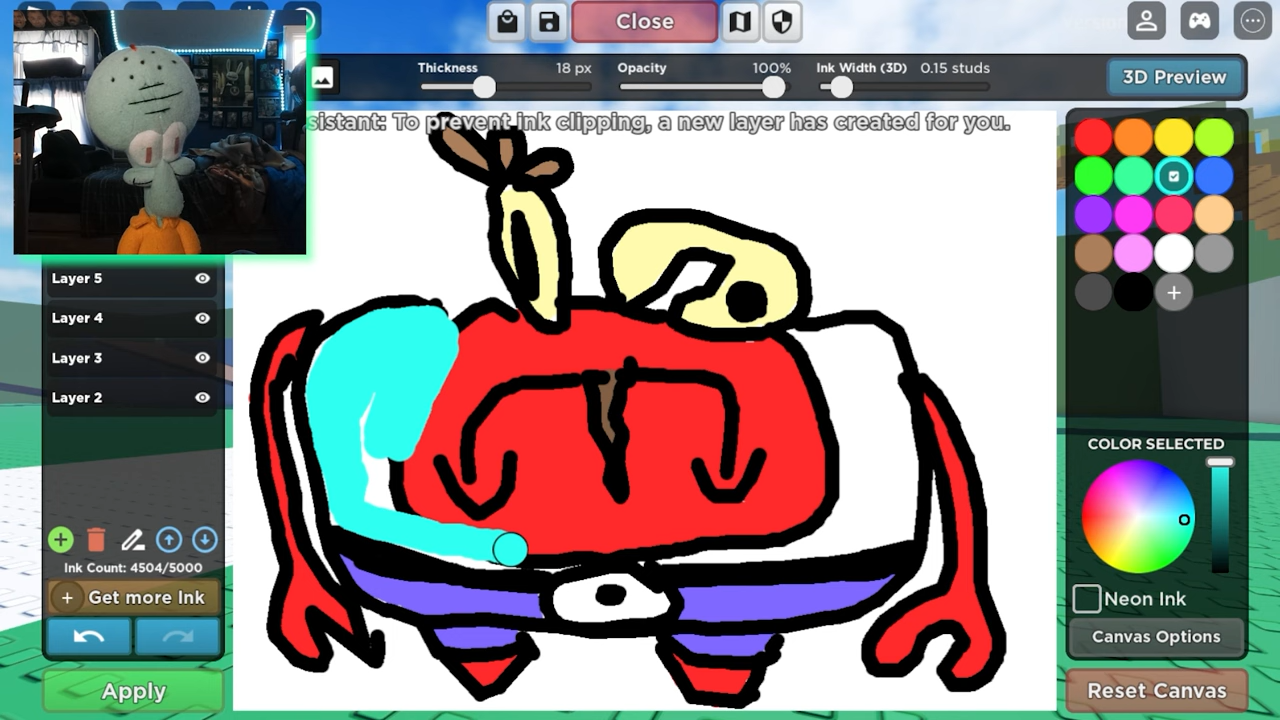 Close
Thickness 18 px
Opacity 100%
Ink Width (3D) 0.15 studs
3D Preview
sistant: To prevent ink clipping, a new layer has created for you.
Layer 5
Layer 4
Layer 3
Layer 2
COLOR SELECTED
Ink Count: 4504/5000
+ Get more Ink
Neon Ink
Canvas Options
Apply
Reset Canvas